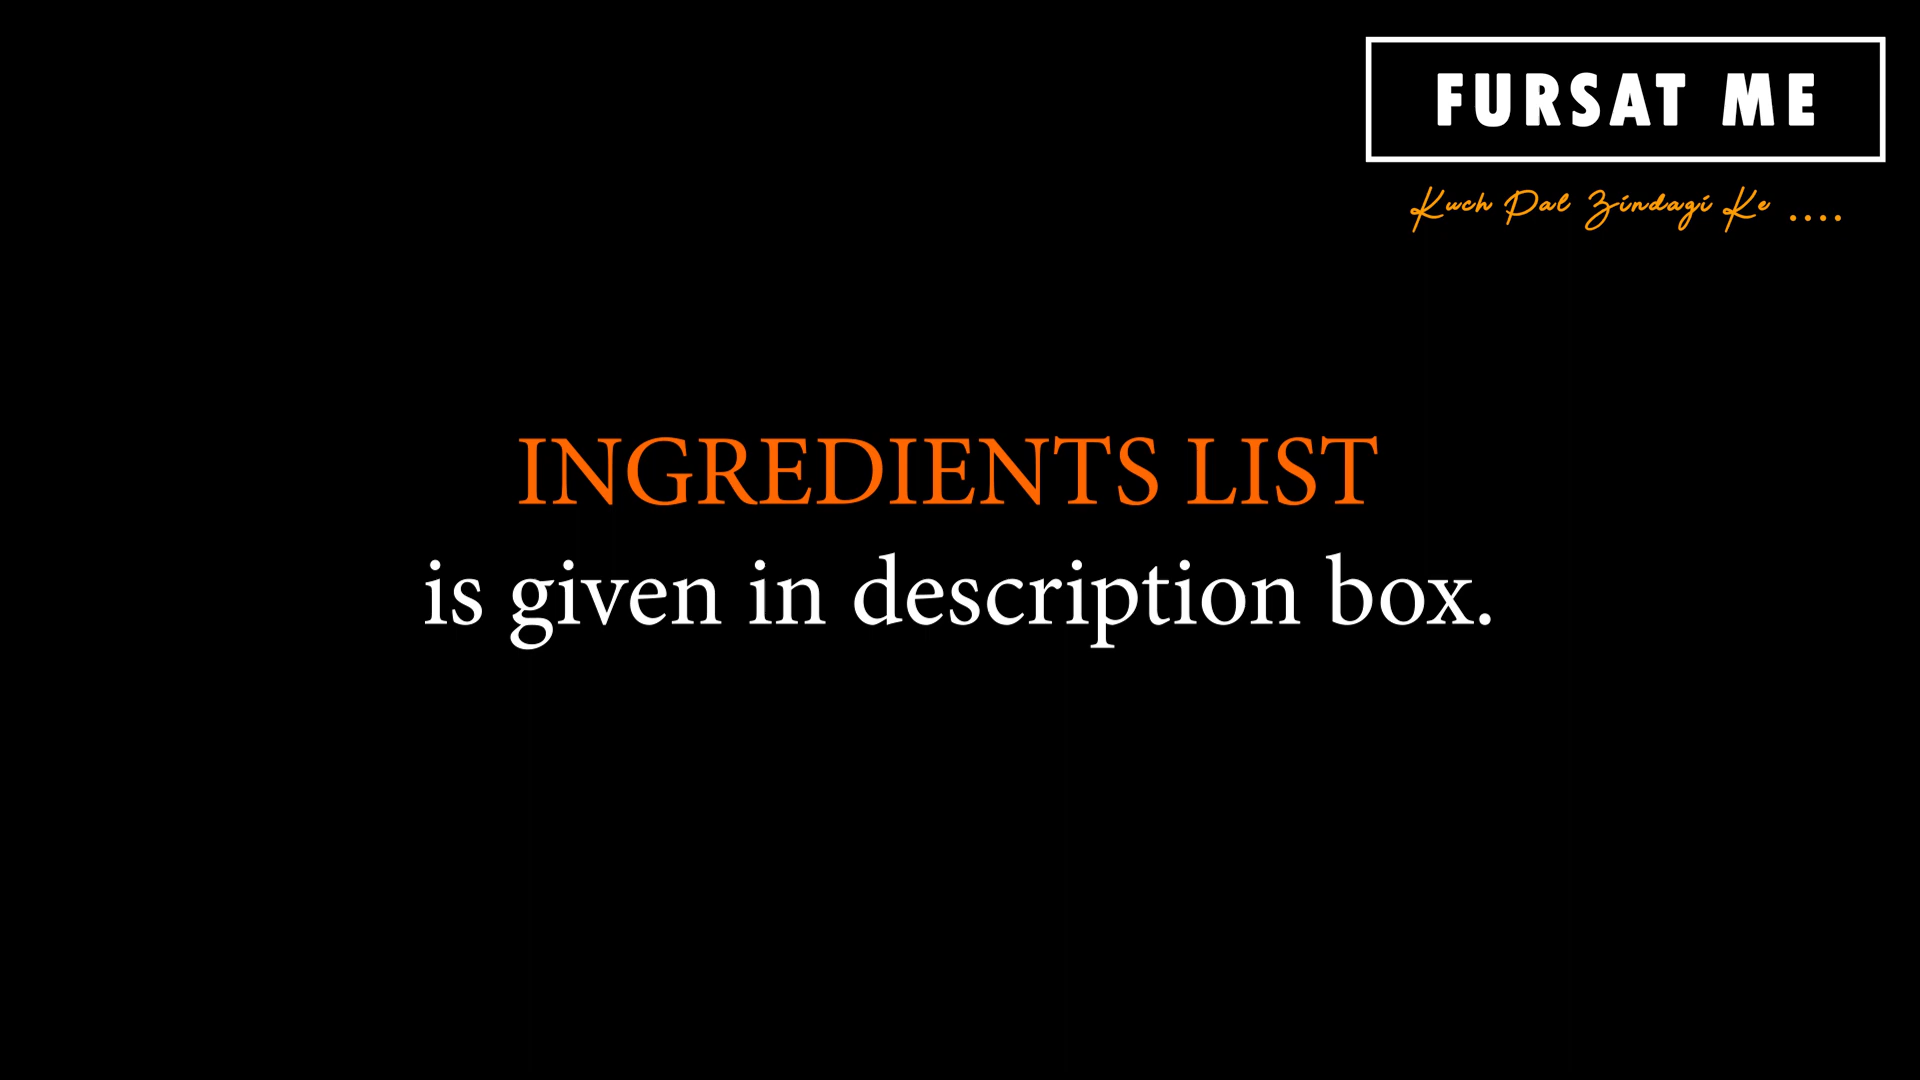 FURSAT ME
Kuch Pal Zindagi Ke ....
INGREDIENTS LIST
is given in description box.